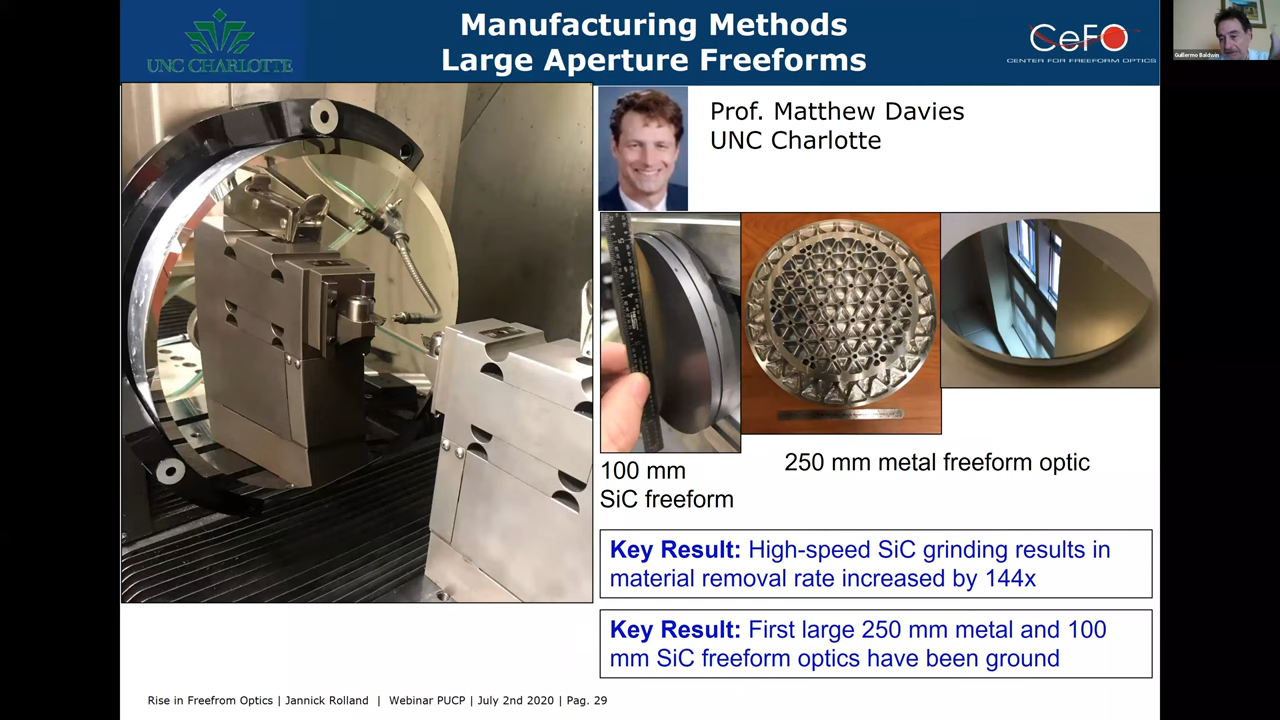 Manufacturing Methods
Large Aperture Freeforms
UNC CHARLOTTE
CeFO
CENTER FOR FREEFORM OPTICS
Guillermo Baldwin
Prof. Matthew Davies
UNC Charlotte
100 mm
SiC freeform
250 mm metal freeform optic
Key Result: High-speed SiC grinding results in
material removal rate increased by 144x
Key Result: First large 250 mm metal and 100
mm SiC freeform optics have been ground
Rise in Freefrom Optics | Jannick Rolland | Webinar PUCP | July 2nd 2020 | Pag. 29